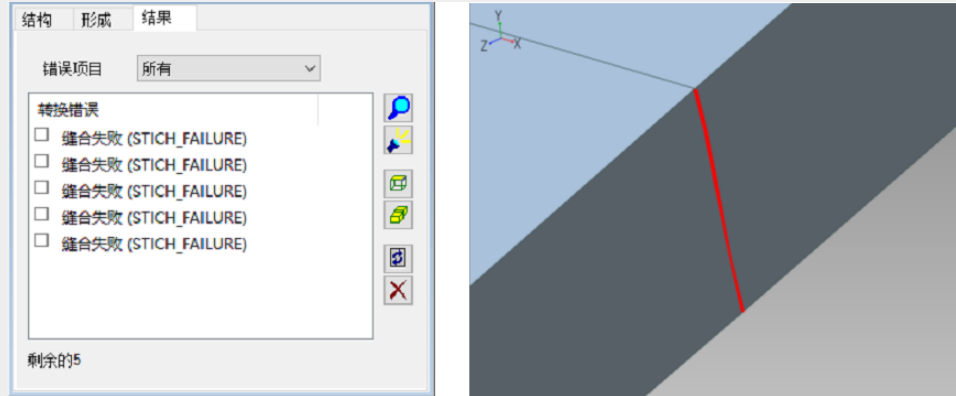 结构 形成 结果
错误项目 所有
转换错误
缝合失败 (STICH_FAILURE)
缝合失败 (STICH_FAILURE)
缝合失败 (STICH_FAILURE)
缝合失败 (STICH_FAILURE)
缝合失败 (STICH_FAILURE)
剩余的5
Y
Z X